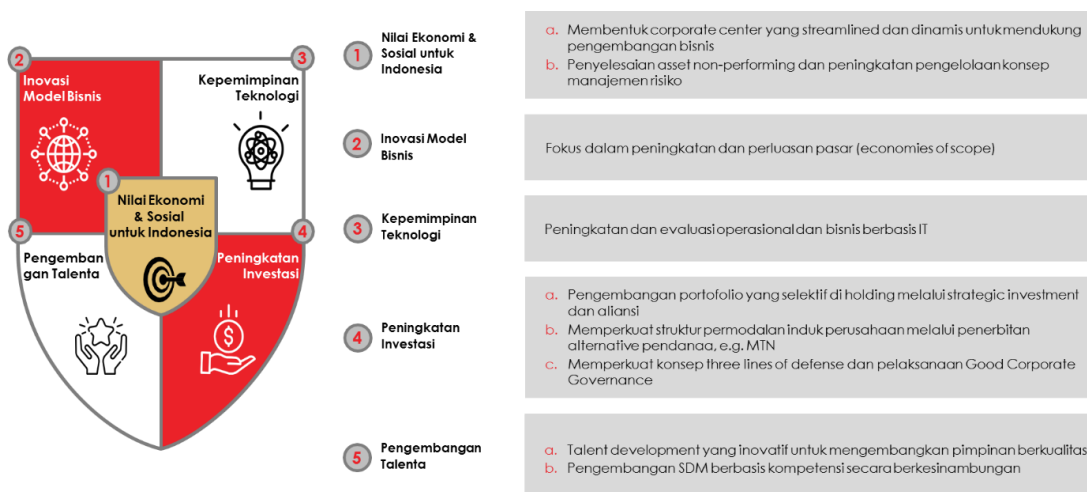 2
Inovasi
Model Bisnis
3
Kepemimpinan
Teknologi
1
Nilai Ekonomi
& Sosial
untuk Indonesia
5
Pengemban
gan Talenta
4
Peningkatan
Investasi
$
1
Nilai Ekonomi &
Sosial untuk
Indonesia
a. Membentuk corporate center yang streamlined dan dinamis untuk mendukung
pengembangan bisnis
b. Penyelesaian asset non-performing dan peningkatan pengelolaan konsep
manajemen risiko
2
Inovasi Model
Bisnis
Fokus dalam peningkatan dan perluasan pasar (economies of scope)
3
Kepemimpinan
Teknologi
Peningkatan dan evaluasi operasional dan bisnis berbasis IT
4
Peningkatan
Investasi
a. Pengembangan portofolio yang selektif di holding melalui strategic investment
dan aliansi
b. Memperkuat struktur permodalan induk perusahaan melalui penerbitan
alternative pendanaa, e.g. MTN
c. Memperkuat konsep three lines of defense dan pelaksanaan Good Corporate
Governance
5
Pengembangan
Talenta
a. Talent development yang inovatif untuk mengembangkan pimpinan berkualitas
b. Pengembangan SDM berbasis kompetensi secara berkesinambungan